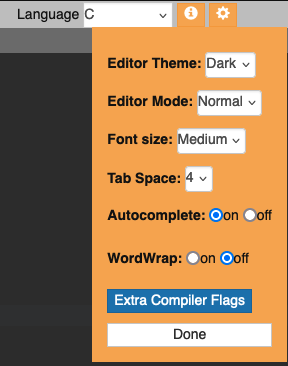 Language C
Editor Theme: Dark
Editor Mode: Normal
Font size: Medium
Tab Space: 4
Autocomplete: on off
WordWrap: on off
Extra Compiler Flags
Done